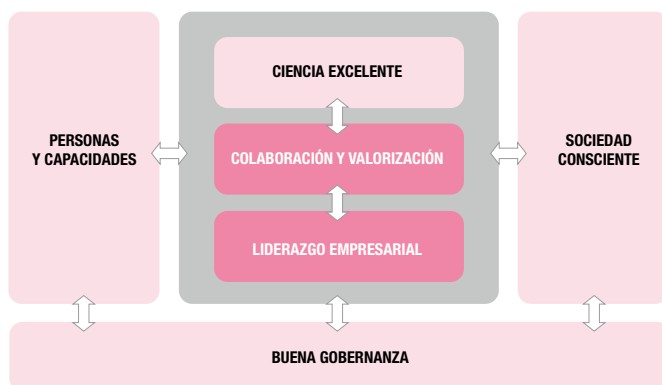 CIENCIA EXCELENTE
PERSONAS
Y CAPACIDADES
COLABORACIÓN Y VALORIZACIÓN
SOCIEDAD
CONSCIENTE
LIDERAZGO EMPRESARIAL
BUENA GOBERNANZA